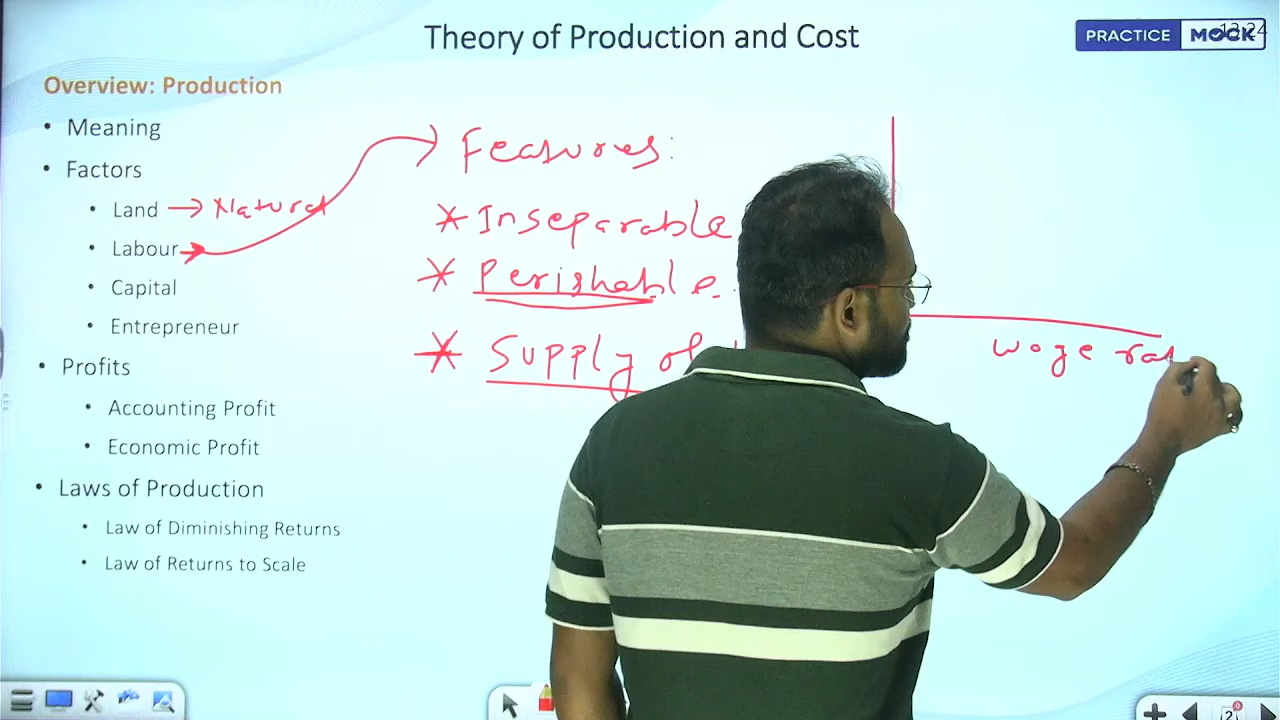 Theory of Production and Cost
PRACTICE MOCK
Overview: Production
• Meaning
• Factors
• Land → Natural
• Labour
• Capital
• Entrepreneur
• Profits
• Accounting Profit
• Economic Profit
• Laws of Production
• Law of Diminishing Returns
• Law of Returns to Scale
Features:
* Inseparable
* Perishable.
* Supply of
wage